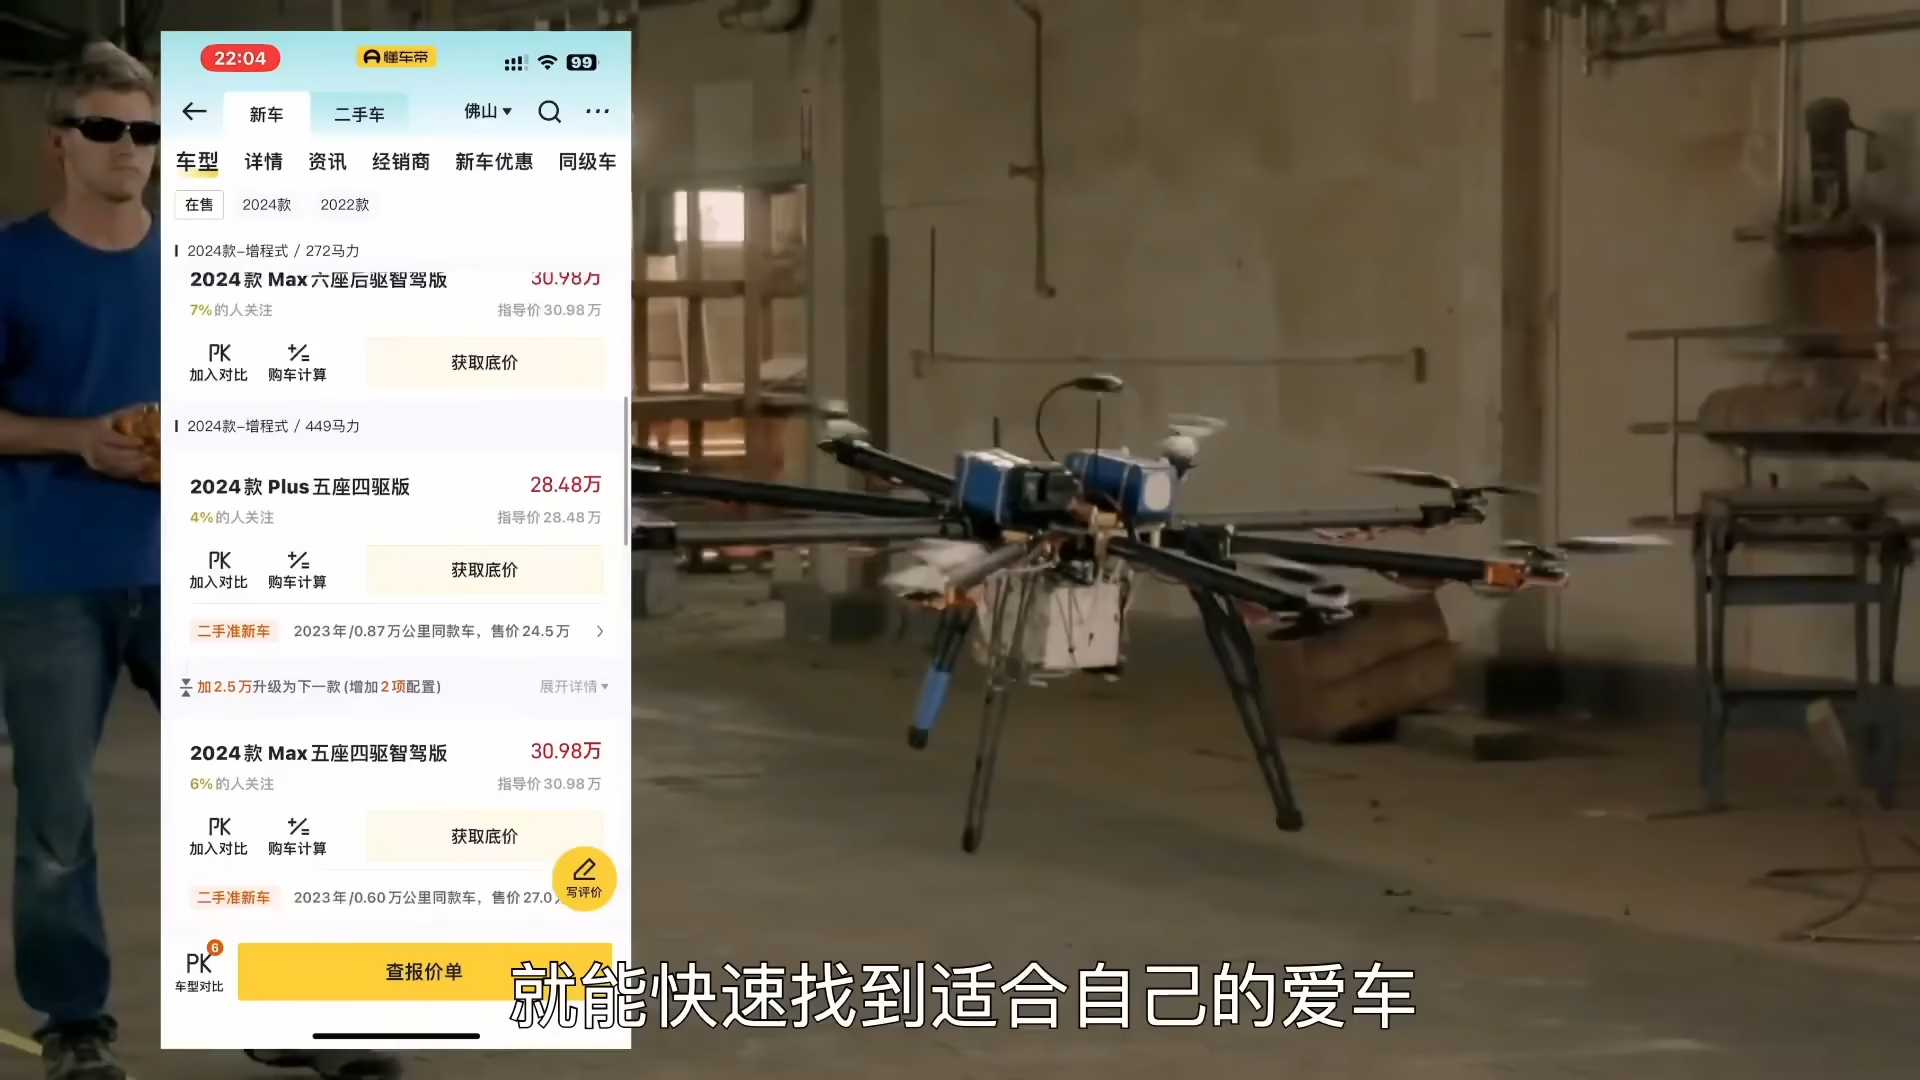 22:04
懂车帝
99
新车
二手车
佛山
车型
详情
资讯
经销商
新车优惠
同级车
在售
2024款
2022款
2024款-增程式 / 272马力
2024款 Max 六座后驱智驾版
30.98万
7%的人关注
指导价30.98万
PK
加入对比
购车计算
获取底价
2024款-增程式 / 449马力
2024款 Plus 五座四驱版
28.48万
4%的人关注
指导价28.48万
PK
加入对比
购车计算
获取底价
二手准新车
2023年/0.87万公里同款车，售价24.5万
加2.5万升级为下一款(增加2项配置)
展开详情
2024款 Max 五座四驱智驾版
30.98万
6%的人关注
指导价30.98万
PK
加入对比
购车计算
获取底价
二手准新车
2023年/0.60万公里同款车，售价27.0
写评价
PK
6
车型对比
查报价单
就能快速找到适合自己的爱车